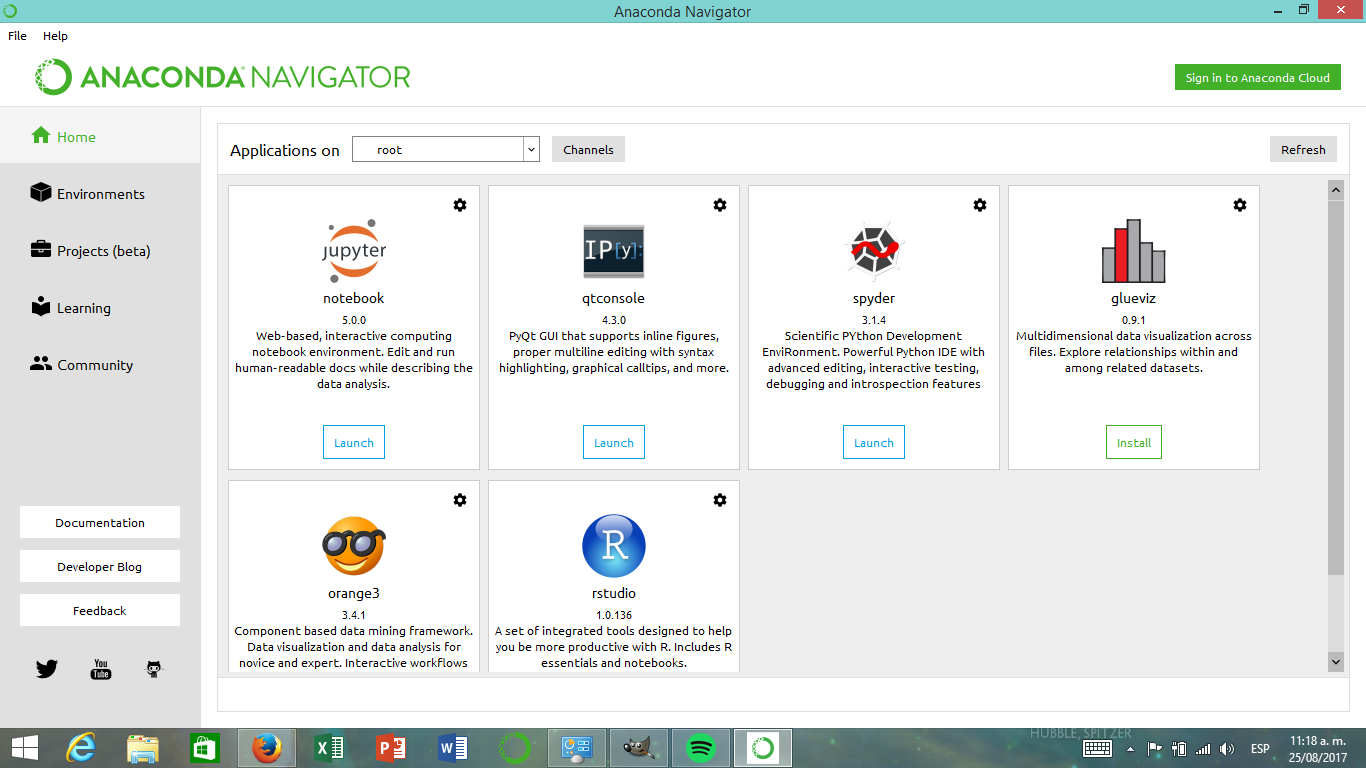 Anaconda Navigator
File Help
ANACONDA NAVIGATOR
Sign in to Anaconda Cloud
Home
Environments
Projects (beta)
Learning
Community
Documentation
Developer Blog
Feedback
You
Tube
Applications on root Channels Refresh
jupyter
notebook
5.0.0
Web-based, interactive computing
notebook environment. Edit and run
human-readable docs while describing the
data analysis.
Launch
IP[y]:
qtconsole
4.3.0
PyQt GUI that supports inline figures,
proper multiline editing with syntax
highlighting, graphical calltips, and more.
Launch
spyder
3.1.4
Scientific PYthon Development
EnviRonment. Powerful Python IDE with
advanced editing, interactive testing,
debugging and introspection features
Launch
glueviz
0.9.1
Multidimensional data visualization across
files. Explore relationships within and
among related datasets.
Install
orange3
3.4.1
Component based data mining framework.
Data visualization and data analysis for
novice and expert. Interactive workflows
R
rstudio
1.0.136
A set of integrated tools designed to help
you be more productive with R. Includes R
essentials and notebooks.
HUBBLE, SPITZER
ESP
11:18 a. m.
25/08/2017